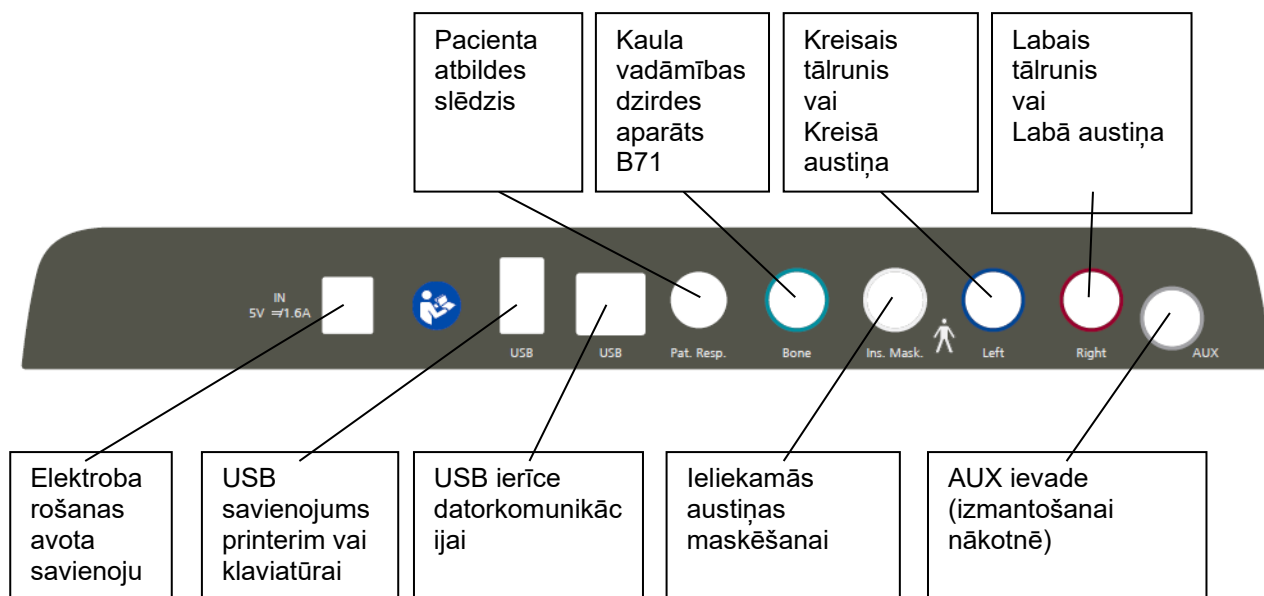 Pacienta
atbildes
slēdzis
Kaula
vadāmības
dzirdes
aparāts
B71
Kreisais
tālrunis
vai
Kreisā
austiņa
Labais
tālrunis
vai
Labā austiņa
IN
5V ⎓/1.6A
USB
USB
Pat. Resp.
Bone
Ins. Mask.
Left
Right
AUX
Elektroba
rošanas
avota
savienoju
USB
savienojums
printerim vai
klaviatūrai
USB ierīce
datorkomunikāc
ijai
Ieliekamās
austiņas
maskēšanai
AUX ievade
(izmantošanai
nākotnē)